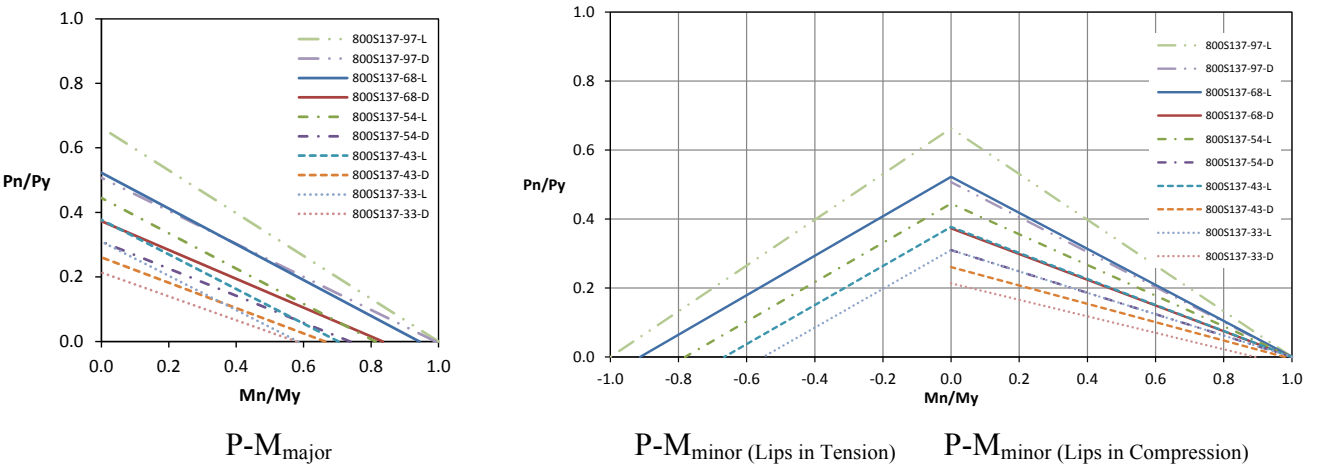 1.0
0.8
0.6
Pn/Py
0.4
0.2
0.0
0.0 0.2 0.4 0.6 0.8 1.0
Mn/My
800S137-97-L
800S137-97-D
800S137-68-L
800S137-68-D
800S137-54-L
800S137-54-D
800S137-43-L
800S137-43-D
800S137-33-L
800S137-33-D
P-Mmajor
1.0
0.8
0.6
Pn/Py
0.4
0.2
0.0
-1.0 -0.8 -0.6 -0.4 -0.2 0.0 0.2 0.4 0.6 0.8 1.0
Mn/My
800S137-97-L
800S137-97-D
800S137-68-L
800S137-68-D
800S137-54-L
800S137-54-D
800S137-43-L
800S137-43-D
800S137-33-L
800S137-33-D
P-Mminor (Lips in Tension) P-Mminor (Lips in Compression)